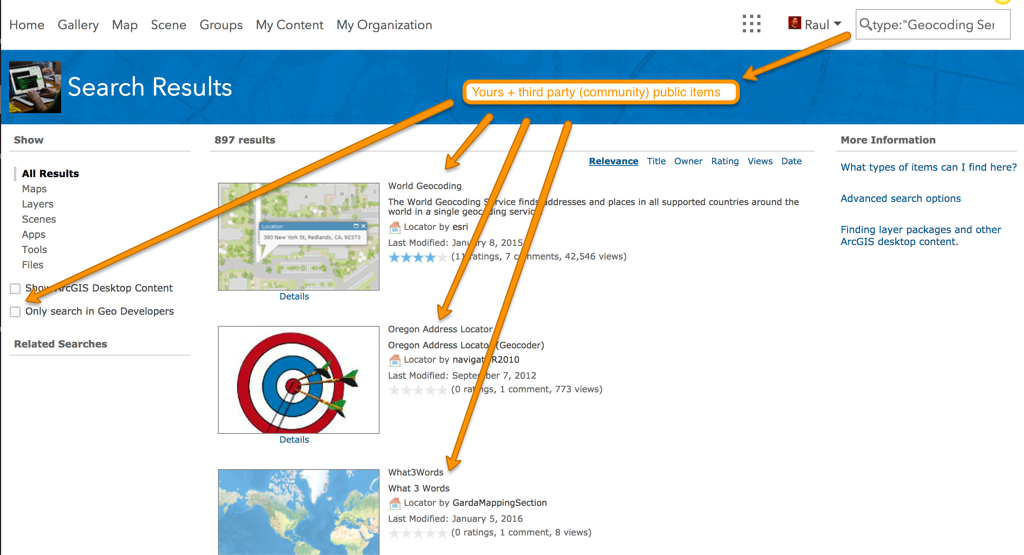 Home Gallery Map Scene Groups My Content My Organization Raul type:"Geocoding Ser
Search Results
Yours + third party (community) public items
Show
All Results
Maps
Layers
Scenes
Apps
Tools
Files
Show ArcGIS Desktop Content
Only search in Geo Developers
Related Searches
897 results
Relevance Title Owner Rating Views Date
World Geocoding
The World Geocoding Service finds addresses and places in all supported countries around the
world in a single geocoding service.
Locator by esri
Last Modified: January 8, 2015
(11 ratings, 7 comments, 42,546 views)
Location
380 New York St, Redlands, CA, 92373
Details
Oregon Address Locator
Oregon Address Locator (Geocoder)
Locator by navigatOR2010
Last Modified: September 7, 2012
(0 ratings, 1 comment, 773 views)
Details
What3Words
What 3 Words
Locator by GardaMappingSection
Last Modified: January 5, 2016
(0 ratings, 1 comment, 8 views)
More Information
What types of items can I find here?
Advanced search options
Finding layer packages and other
ArcGIS desktop content.